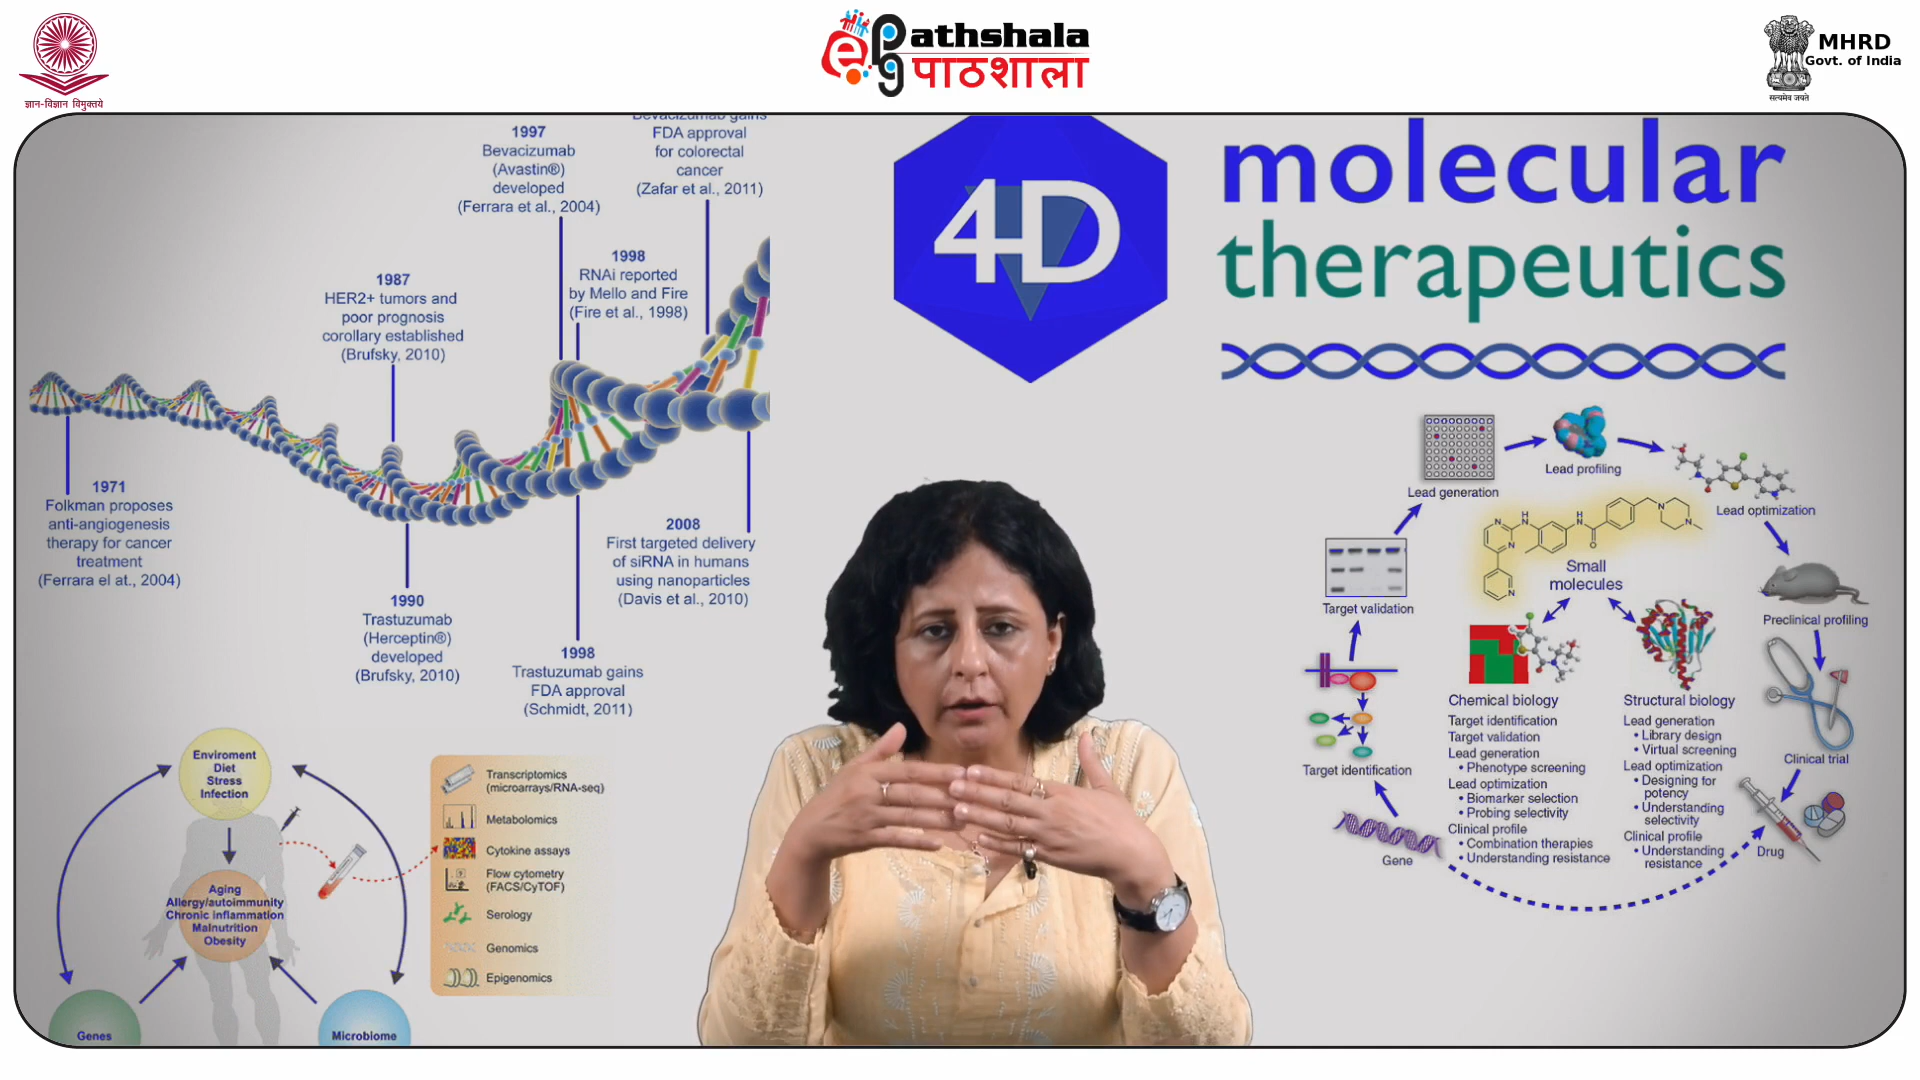 ज्ञान-विज्ञान विमुक्तये
ePathshala
पाठशाला
MHRD
Govt. of India
सत्यमेव जयते
1997
Bevacizumab
(Avastin®)
developed
(Ferrara et al., 2004)
Bevacizumab gains
FDA approval
for colorectal
cancer
(Zafar et al., 2011)
1987
HER2+ tumors and
poor prognosis
corollary established
(Brufsky, 2010)
1998
RNAi reported
by Mello and Fire
(Fire et al., 1998)
1971
Folkman proposes
anti-angiogenesis
therapy for cancer
treatment
(Ferrara el at., 2004)
1990
Trastuzumab
(Herceptin®)
developed
(Brufsky, 2010)
1998
Trastuzumab gains
FDA approval
(Schmidt, 2011)
2008
First targeted delivery
of siRNA in humans
using nanoparticles
(Davis et al., 2010)
4D
molecular
therapeutics
Lead generation
Lead profiling
Lead optimization
Target validation
Target identification
Gene
Preclinical profiling
Clinical trial
Drug
N
NH
N
NH
O
N
N
N
Small
molecules
Chemical biology
Target identification
Target validation
Lead generation
• Phenotype screening
Lead optimization
• Biomarker selection
• Probing selectivity
Clinical profile
• Combination therapies
• Understanding resistance
Structural biology
Lead generation
• Library design
• Virtual screening
Lead optimization
• Designing for
potency
• Understanding
selectivity
Clinical profile
• Understanding
resistance
Enviroment
Diet
Stress
Infection
Aging
Allergy/autoimmunity
Chronic inflammation
Malnutrition
Obesity
Genes
Microbiome
Transcriptomics
(microarrays/RNA-seq)
Metabolomics
Cytokine assays
Flow cytometry
(FACS/CyTOF)
Serology
Genomics
Epigenomics